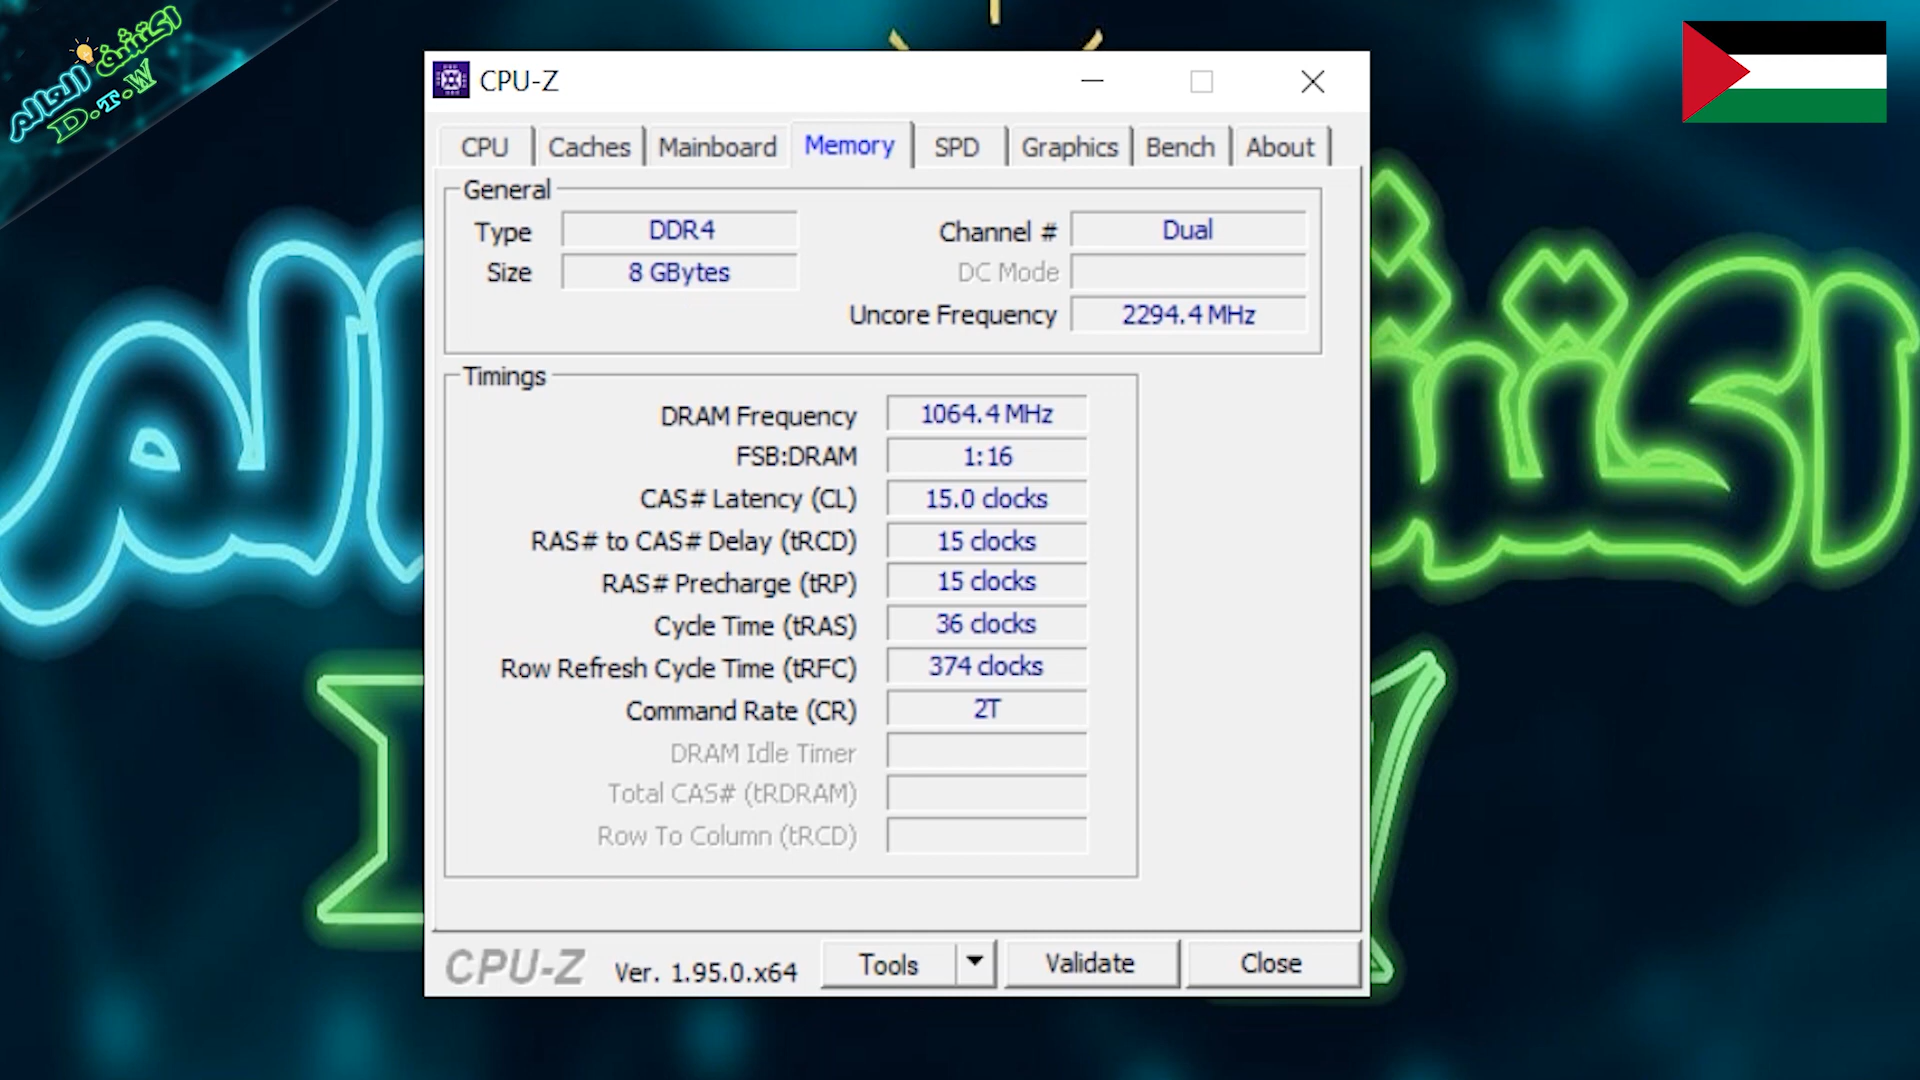 اكتشف العالم
D.T.W
CPU-Z
CPU Caches Mainboard Memory SPD Graphics Bench About
General
Type DDR4 Channel # Dual
Size 8 GBytes DC Mode
Uncore Frequency 2294.4 MHz
Timings
DRAM Frequency 1064.4 MHz
FSB:DRAM 1:16
CAS# Latency (CL) 15.0 clocks
RAS# to CAS# Delay (tRCD) 15 clocks
RAS# Precharge (tRP) 15 clocks
Cycle Time (tRAS) 36 clocks
Row Refresh Cycle Time (tRFC) 374 clocks
Command Rate (CR) 2T
DRAM Idle Timer
Total CAS# (tRDRAM)
Row To Column (tRCD)
CPU-Z Ver. 1.95.0.x64 Tools Validate Close